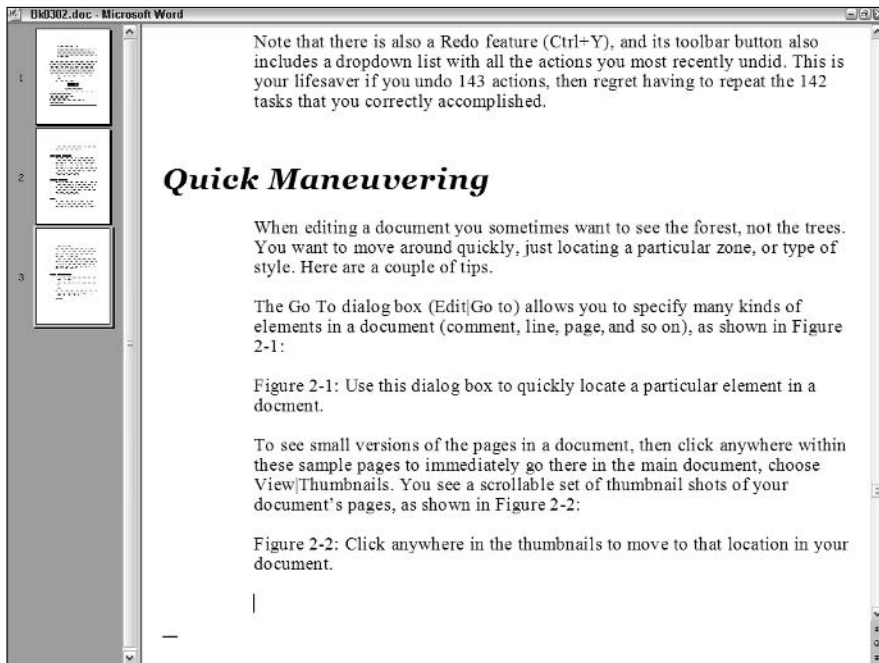 Bk0302.doc - Microsoft Word
1
2
3
Note that there is also a Redo feature (Ctrl+Y), and its toolbar button also
includes a dropdown list with all the actions you most recently undid. This is
your lifesaver if you undo 143 actions, then regret having to repeat the 142
tasks that you correctly accomplished.
Quick Maneuvering
When editing a document you sometimes want to see the forest, not the trees.
You want to move around quickly, just locating a particular zone, or type of
style. Here are a couple of tips.
The Go To dialog box (Edit|Go to) allows you to specify many kinds of
elements in a document (comment, line, page, and so on), as shown in Figure
2-1:
Figure 2-1: Use this dialog box to quickly locate a particular element in a
docment.
To see small versions of the pages in a document, then click anywhere within
these sample pages to immediately go there in the main document, choose
View|Thumbnails. You see a scrollable set of thumbnail shots of your
document’s pages, as shown in Figure 2-2:
Figure 2-2: Click anywhere in the thumbnails to move to that location in your
document.